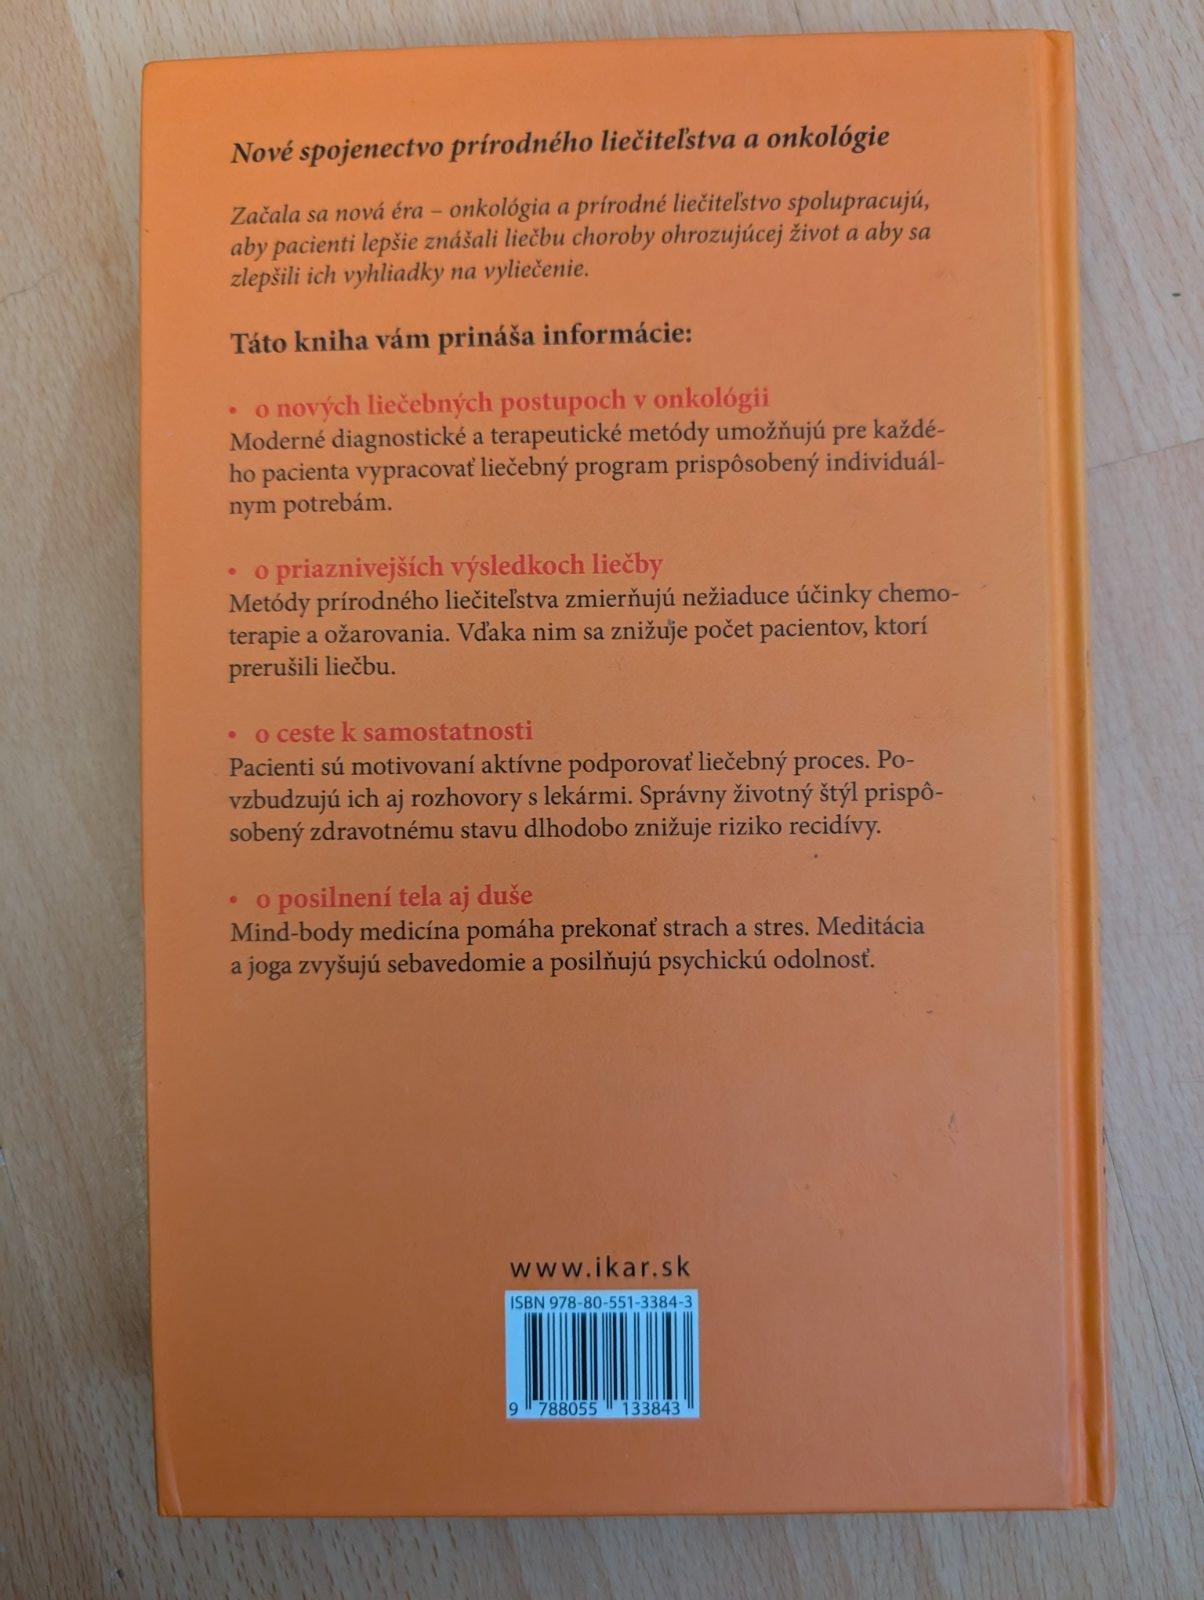 Nové spojenectvo prírodného liečiteľstva a onkológie
Začala sa nová éra – onkológia a prírodné liečiteľstvo spolupracujú,
aby pacienti lepšie znášali liečbu choroby ohrozujúcej život a aby sa
zlepšili ich vyhliadky na vyliečenie.
Táto kniha vám prináša informácie:
• o nových liečebných postupoch v onkológii
Moderné diagnostické a terapeutické metódy umožňujú pre každé-
ho pacienta vypracovať liečebný program prispôsobený individuál-
nym potrebám.
• o priaznivejších výsledkoch liečby
Metódy prírodného liečiteľstva zmierňujú nežiaduce účinky chemo-
terapie a ožarovania. Vďaka nim sa znižuje počet pacientov, ktorí
prerušili liečbu.
• o ceste k samostatnosti
Pacienti sú motivovaní aktívne podporovať liečebný proces. Po-
vzbudzujú ich aj rozhovory s lekármi. Správny životný štýl prispô-
sobený zdravotnému stavu dlhodobo znižuje riziko recidívy.
• o posilnení tela aj duše
Mind-body medicína pomáha prekonať strach a stres. Meditácia
a joga zvyšujú sebavedomie a posilňujú psychickú odolnosť.
www.ikar.sk
ISBN 978-80-551-3384-3
9 788055 133843